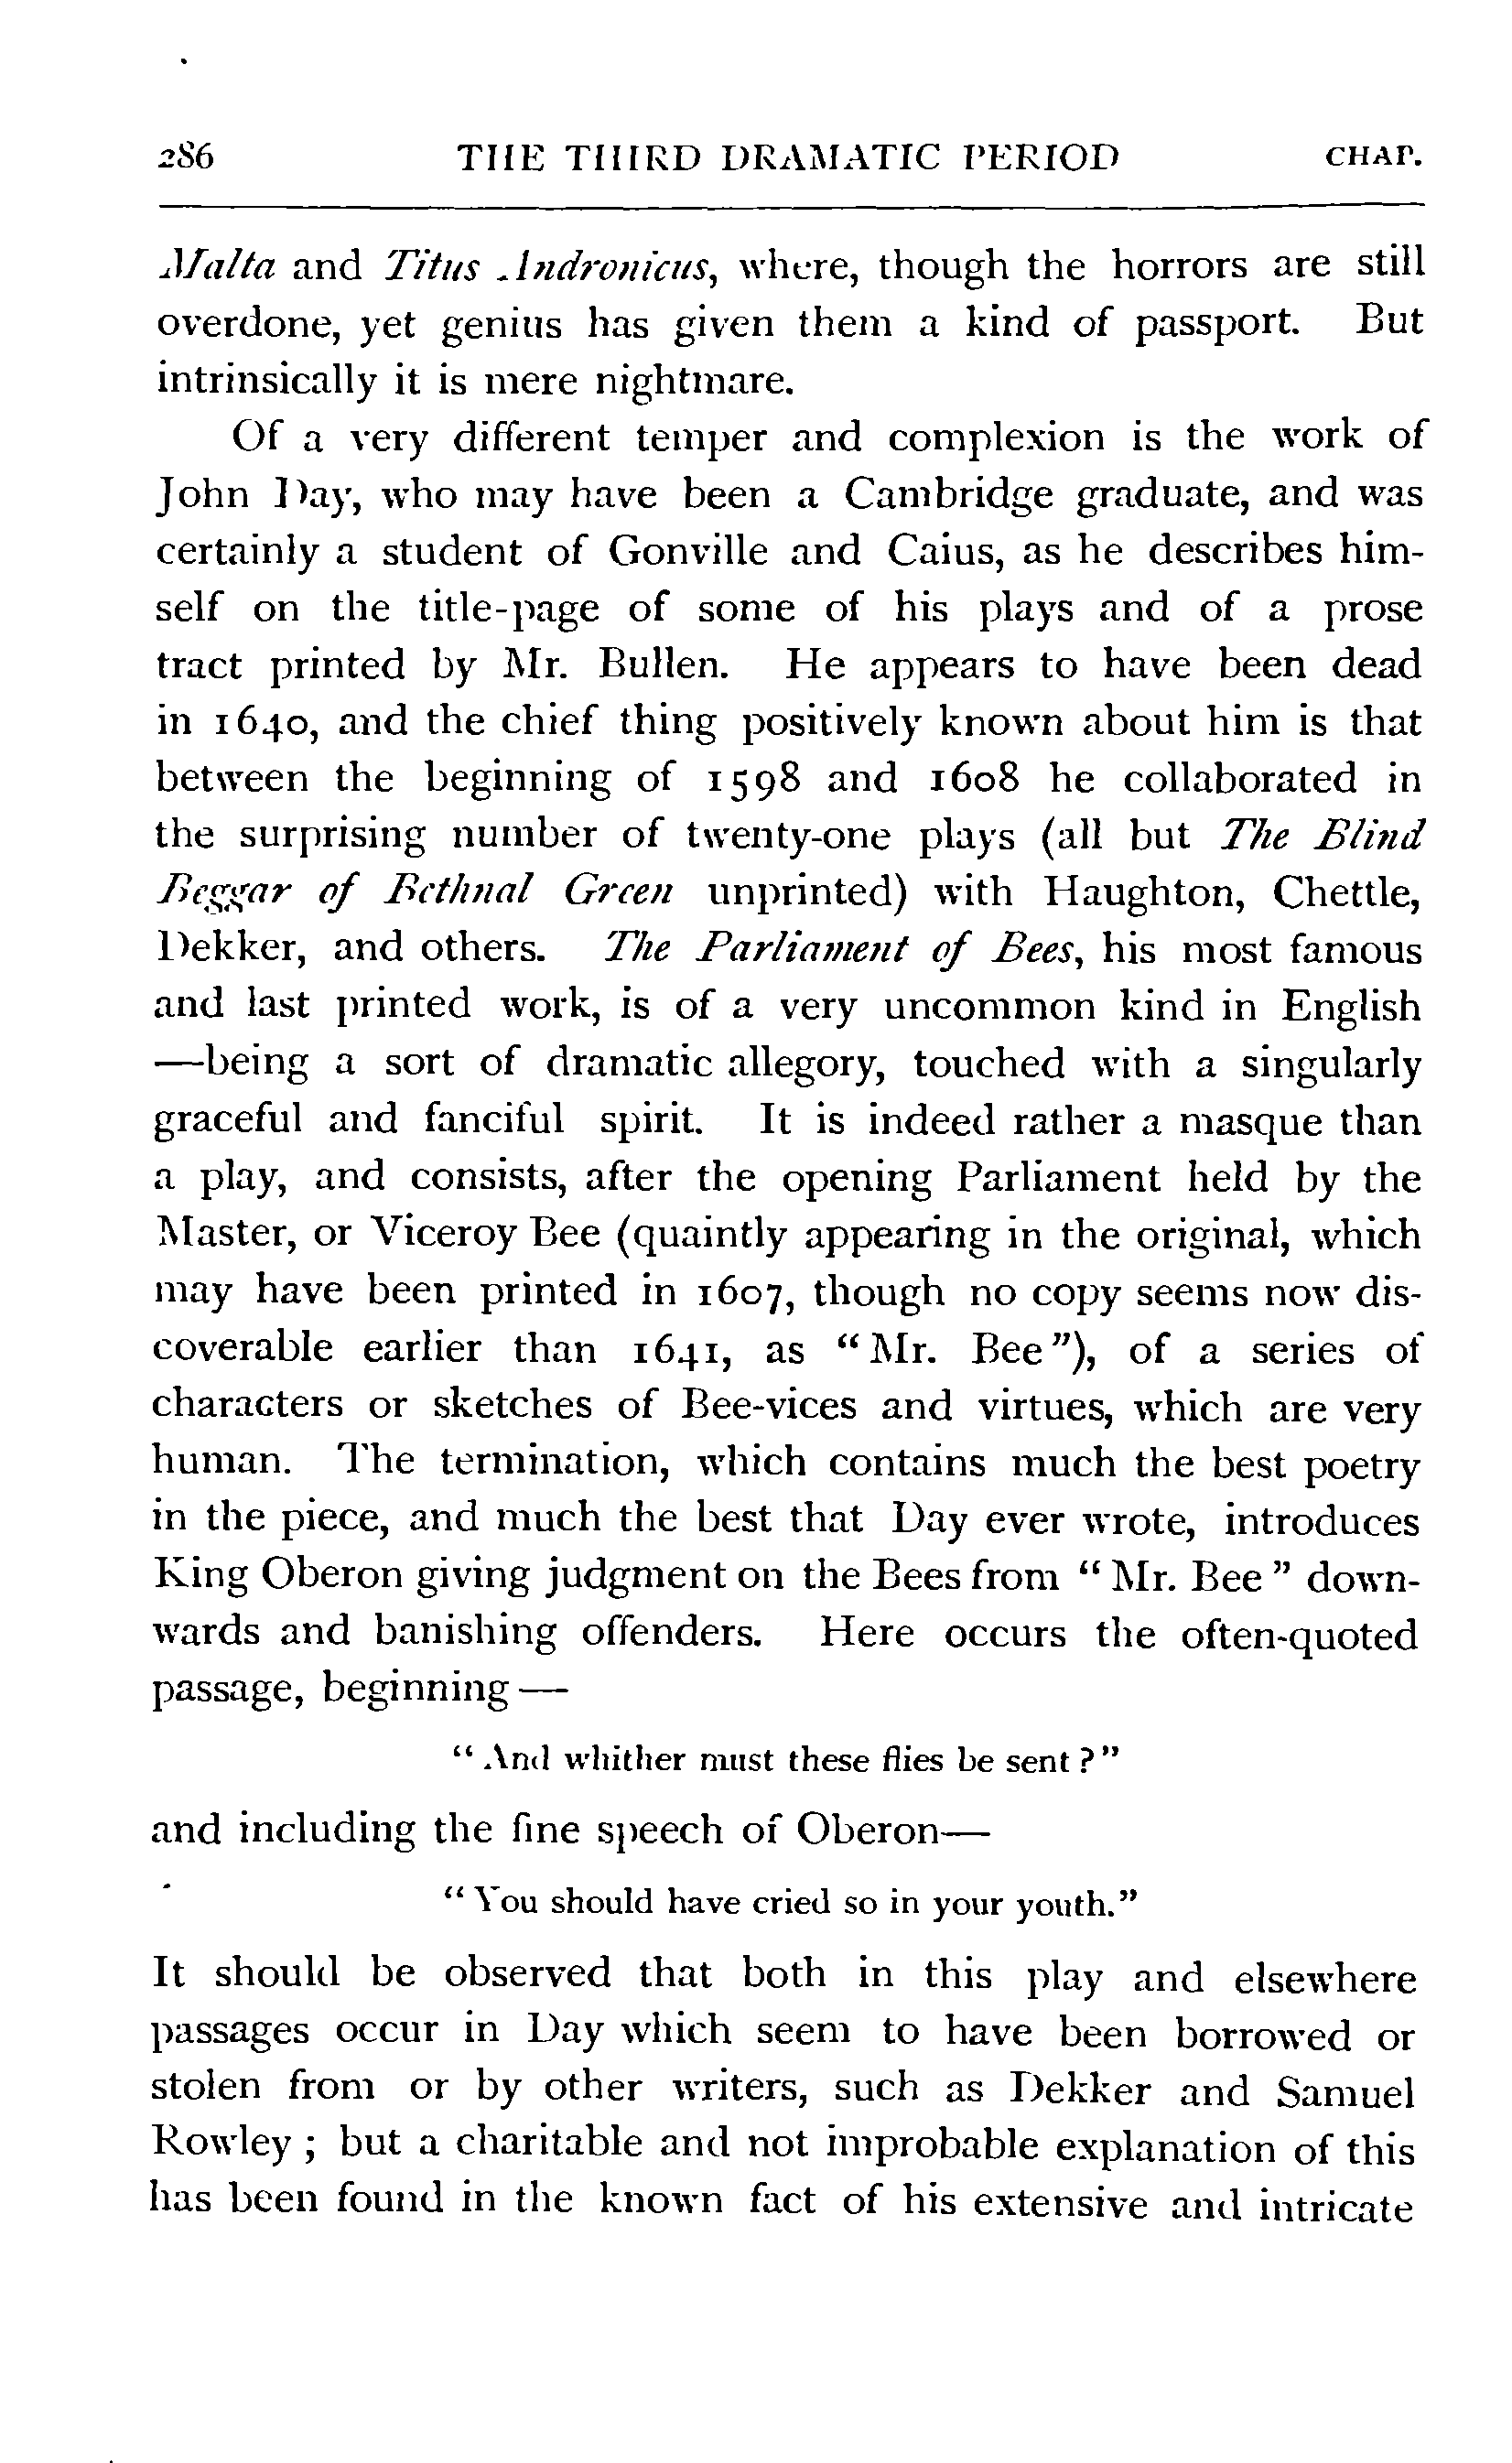 286 THE THIRD DRAMATIC PERIOD CHAP.
Malta and Titus Andronicus, where, though the horrors are still
overdone, yet genius has given them a kind of passport. But
intrinsically it is mere nightmare.
Of a very different temper and complexion is the work of
John Day, who may have been a Cambridge graduate, and was
certainly a student of Gonville and Caius, as he describes him-
self on the title-page of some of his plays and of a prose
tract printed by Mr. Bullen. He appears to have been dead
in 1640, and the chief thing positively known about him is that
between the beginning of 1598 and 1608 he collaborated in
the surprising number of twenty-one plays (all but The Blind
Beggar of Bethnal Green unprinted) with Haughton, Chettle,
Dekker, and others. The Parliament of Bees, his most famous
and last printed work, is of a very uncommon kind in English
—being a sort of dramatic allegory, touched with a singularly
graceful and fanciful spirit. It is indeed rather a masque than
a play, and consists, after the opening Parliament held by the
Master, or Viceroy Bee (quaintly appearing in the original, which
may have been printed in 1607, though no copy seems now dis-
coverable earlier than 1641, as “Mr. Bee”), of a series of
characters or sketches of Bee-vices and virtues, which are very
human. The termination, which contains much the best poetry
in the piece, and much the best that Day ever wrote, introduces
King Oberon giving judgment on the Bees from “Mr. Bee” down-
wards and banishing offenders. Here occurs the often-quoted
passage, beginning—
“And whither must these flies be sent?”
and including the fine speech of Oberon—
“You should have cried so in your youth.”
It should be observed that both in this play and elsewhere
passages occur in Day which seem to have been borrowed or
stolen from or by other writers, such as Dekker and Samuel
Rowley; but a charitable and not improbable explanation of this
has been found in the known fact of his extensive and intricate